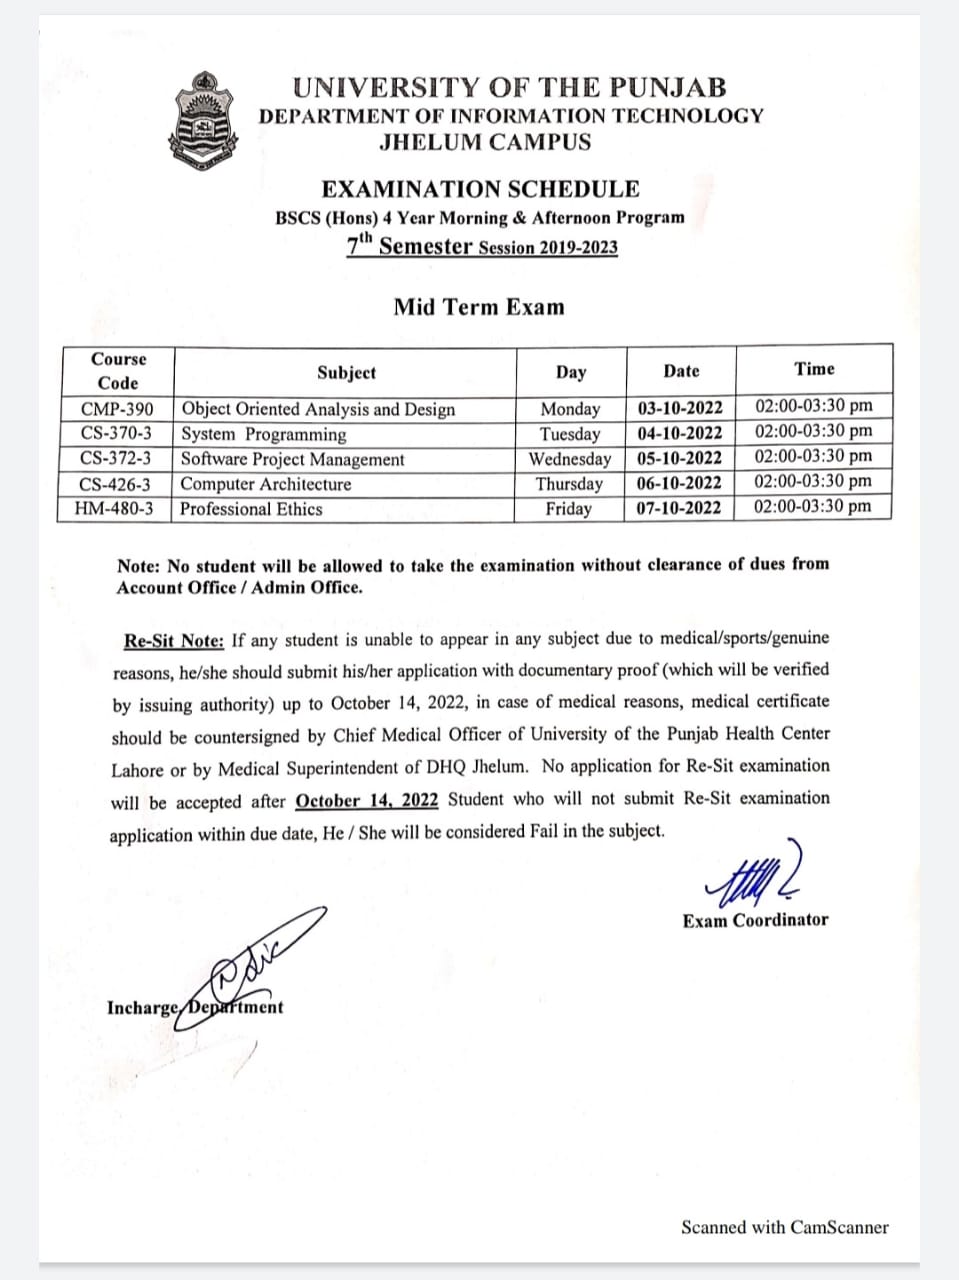 UNIVERSITY OF THE PUNJAB
DEPARTMENT OF INFORMATION TECHNOLOGY
JHELUM CAMPUS
EXAMINATION SCHEDULE
BSCS (Hons) 4 Year Morning & Afternoon Program
7th Semester Session 2019-2023
Mid Term Exam
Course Code Subject Day Date Time
CMP-390 Object Oriented Analysis and Design Monday 03-10-2022 02:00-03:30 pm
CS-370-3 System Programming Tuesday 04-10-2022 02:00-03:30 pm
CS-372-3 Software Project Management Wednesday 05-10-2022 02:00-03:30 pm
CS-426-3 Computer Architecture Thursday 06-10-2022 02:00-03:30 pm
HM-480-3 Professional Ethics Friday 07-10-2022 02:00-03:30 pm
Note: No student will be allowed to take the examination without clearance of dues from
Account Office / Admin Office.
Re-Sit Note: If any student is unable to appear in any subject due to medical/sports/genuine
reasons, he/she should submit his/her application with documentary proof (which will be verified
by issuing authority) up to October 14, 2022, in case of medical reasons, medical certificate
should be countersigned by Chief Medical Officer of University of the Punjab Health Center
Lahore or by Medical Superintendent of DHQ Jhelum. No application for Re-Sit examination
will be accepted after October 14, 2022 Student who will not submit Re-Sit examination
application within due date, He / She will be considered Fail in the subject.
Exam Coordinator
Incharge Department
Scanned with CamScanner